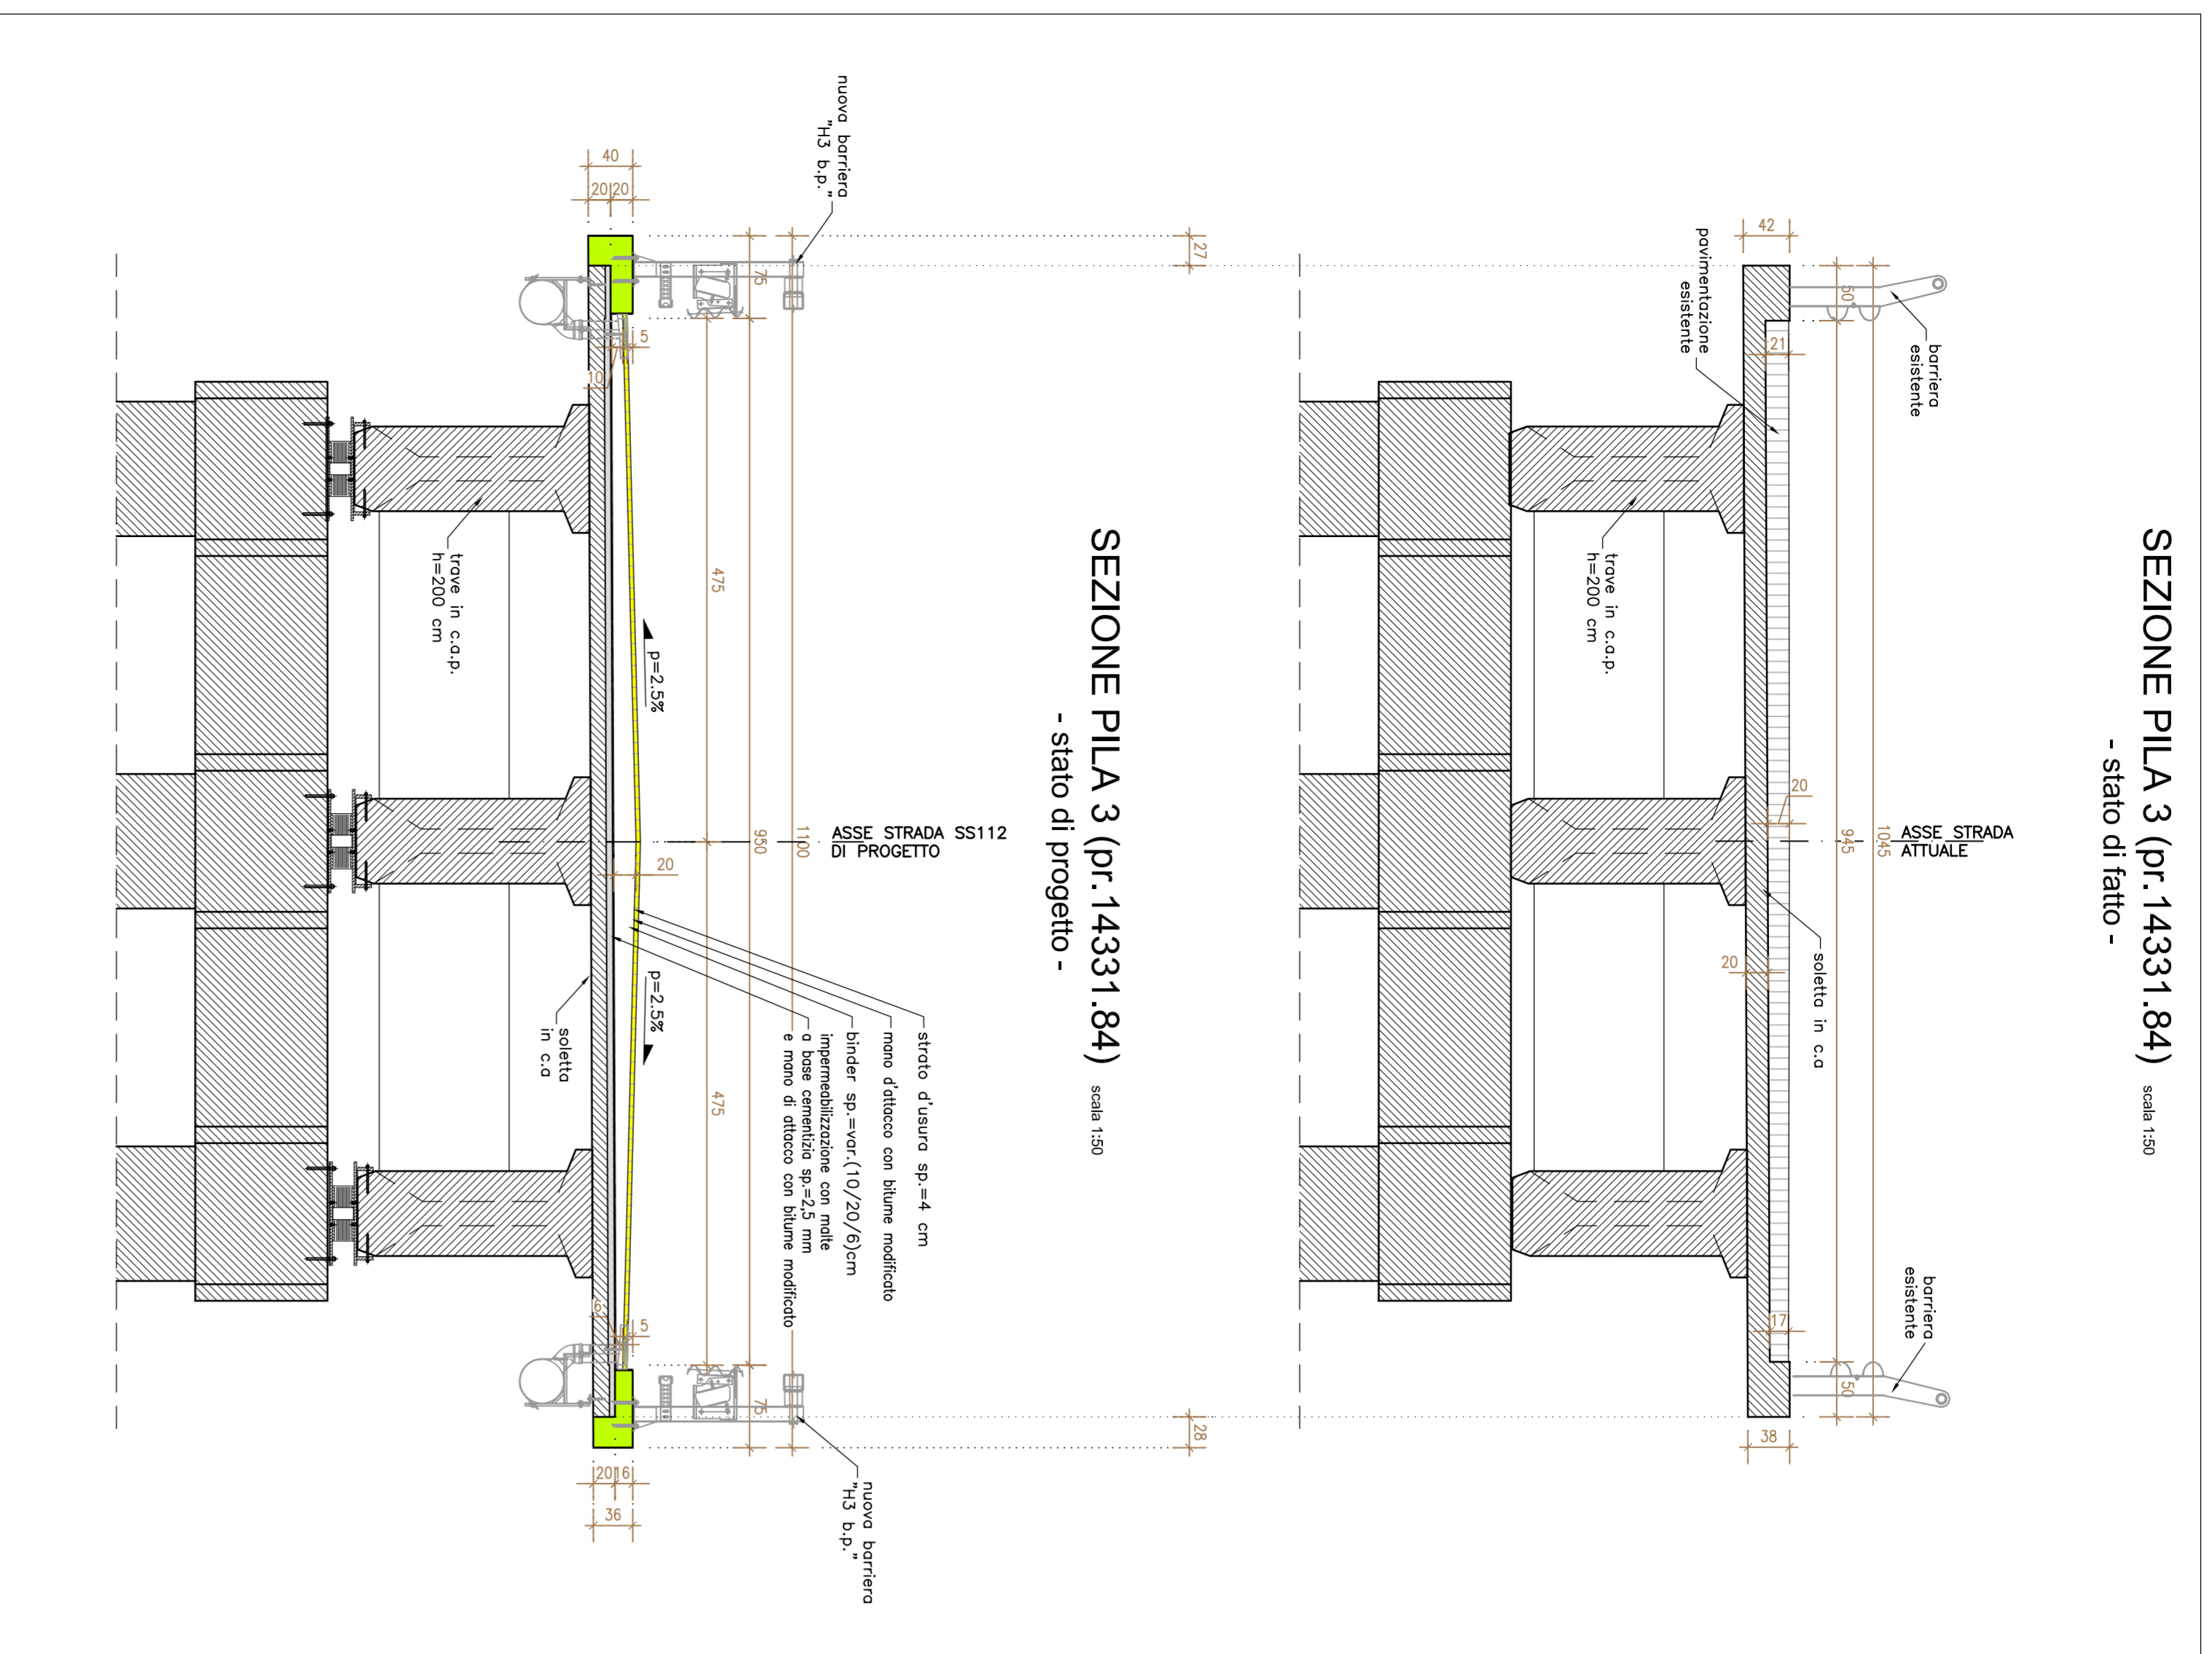 SEZIONE PILA 3 (pr.14331.84) scala 1:50
- stato di fatto -
barriera
esistente
barriera
esistente
ASSE STRADA
ATTUALE
1045
50
945
50
42
21
20
17
38
20
pavimentazione
esistente
soletta in c.a
trave in c.a.p.
h=200 cm
SEZIONE PILA 3 (pr.14331.84) scala 1:50
- stato di progetto -
27
28
ASSE STRADA SS112
DI PROGETTO
nuova barriera
"H3 b.p."
nuova barriera
"H3 b.p."
1100
75
950
75
475
475
strato d'usura sp.=4 cm
mano d'attacco con bitume modificato
binder sp.=var.(10/20/6)cm
impermeabilizzazione con malte
a base cementizia sp.=2,5 mm
e mano di attacco con bitume modificato
p=2.5%
p=2.5%
40
20
20
5
10
20
6
5
20
16
36
soletta
in c.a
trave in c.a.p.
h=200 cm